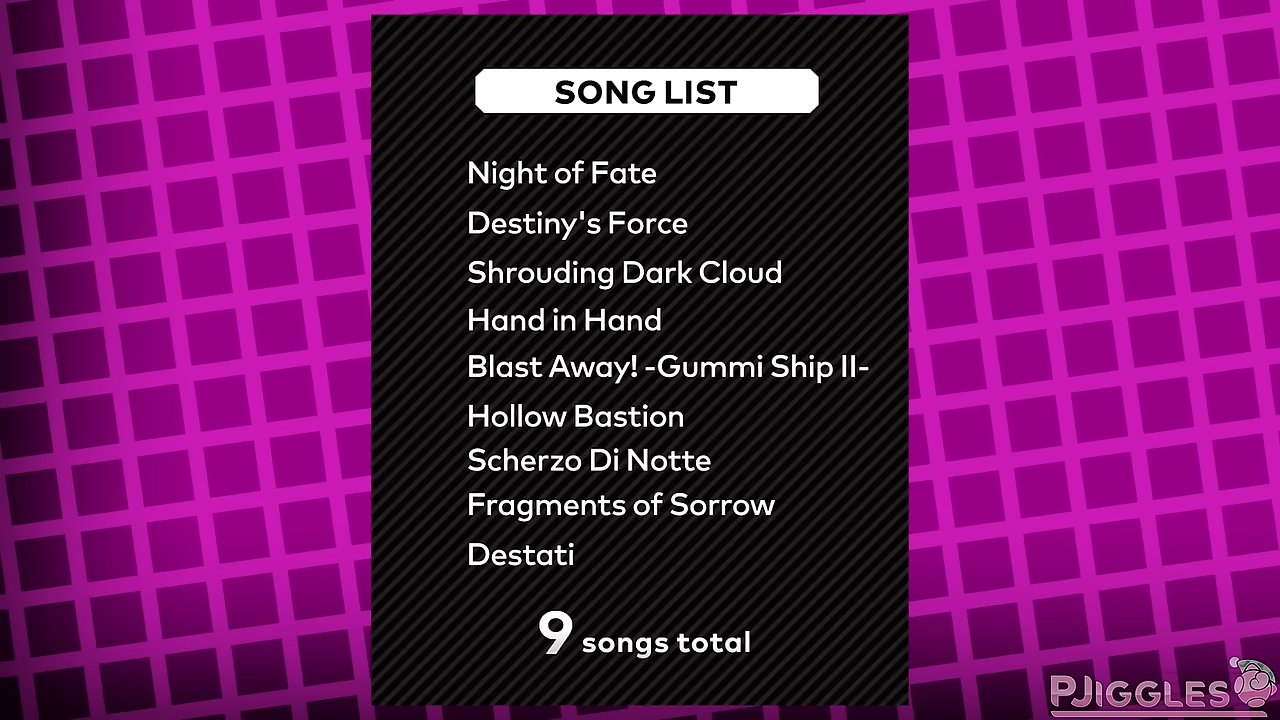 SONG LIST
Night of Fate
Destiny's Force
Shrouding Dark Cloud
Hand in Hand
Blast Away! -Gummi Ship II-
Hollow Bastion
Scherzo Di Notte
Fragments of Sorrow
Destati
9 songs total
PJIGGLES